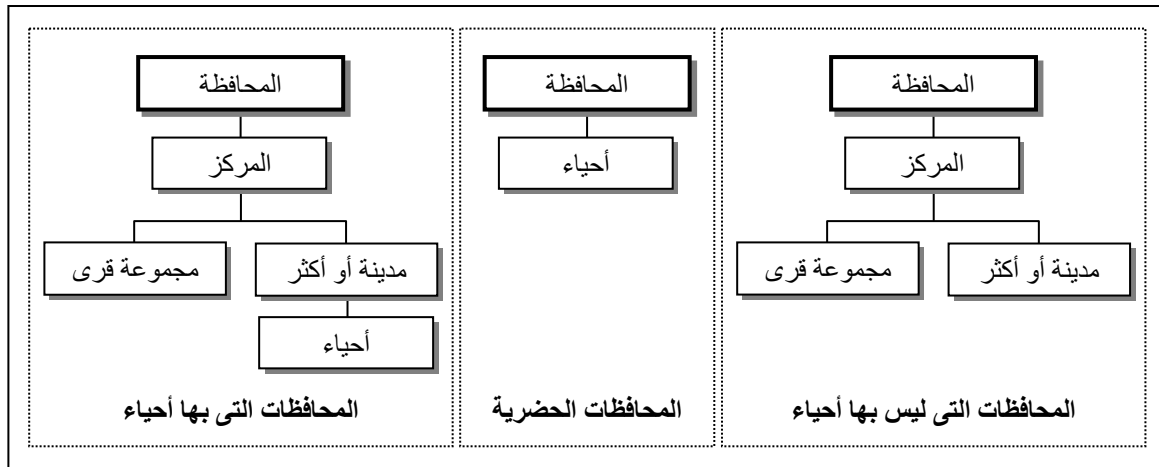 المحافظة
المركز
مدينة أو أكثر
مجموعة قرى
المحافظات التى ليس بها أحياء
المحافظة
أحياء
المحافظات الحضرية
المحافظة
المركز
مدينة أو أكثر
مجموعة قرى
أحياء
المحافظات التى بها أحياء